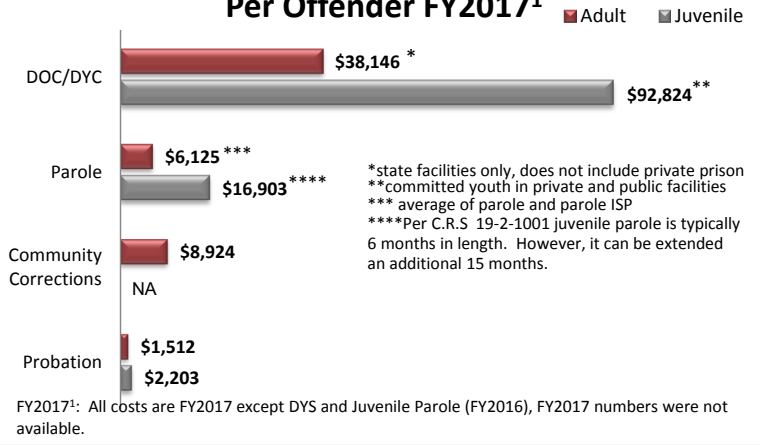 Per Offender FY2017¹
Adult Juvenile
DOC/DYC
$38,146 *
$92,824**
Parole
$6,125 ***
$16,903****
*state facilities only, does not include private prison
**committed youth in private and public facilities
*** average of parole and parole ISP
****Per C.R.S 19-2-1001 juvenile parole is typically
6 months in length. However, it can be extended
an additional 15 months.
Community
Corrections
$8,924
NA
Probation
$1,512
$2,203
FY2017¹: All costs are FY2017 except DYS and Juvenile Parole (FY2016), FY2017 numbers were not
available.